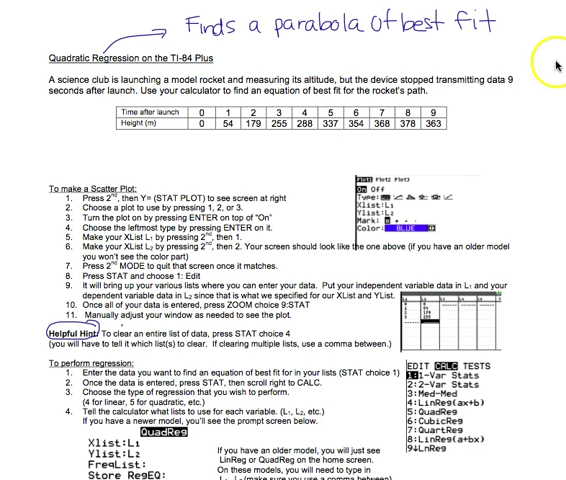 Finds a parabola of best fit
Quadratic Regression on the TI-84 Plus
A science club is launching a model rocket and measuring its altitude, but the device stopped transmitting data 9
seconds after launch. Use your calculator to find an equation of best fit for the rocket's path.
Time after launch 0 1 2 3 4 5 6 7 8 9
Height (m) 0 54 179 255 288 337 354 368 378 363
To make a Scatter Plot:
1. Press 2nd, then Y= (STAT PLOT) to see screen at right
2. Choose a plot to use by pressing 1, 2, or 3.
3. Turn the plot on by pressing ENTER on top of "On"
4. Choose the leftmost type by pressing ENTER on it.
5. Make your XList L1 by pressing 2nd, then 1.
6. Make your YList L2 by pressing 2nd, then 2. Your screen should look like the one above (if you have an older model
you won't see the color part)
7. Press 2nd MODE to quit that screen once it matches.
8. Press STAT and choose 1: Edit
9. It will bring up your various lists where you can enter your data. Put your independent variable data in L1 and your
dependent variable data in L2 since that is what we specified for our XList and YList.
10. Once all of your data is entered, press ZOOM choice 9:STAT
11. Manually adjust your window as needed to see the plot.
Plot1 Plot2 Plot3
On Off
Type:
Xlist:L1
Ylist:L2
Mark:
Color: BLUE
Helpful Hint: To clear an entire list of data, press STAT choice 4
(you will have to tell it which list(s) to clear. If clearing multiple lists, use a comma between.)
To perform regression:
1. Enter the data you want to find an equation of best fit for in your lists (STAT choice 1)
2. Once the data is entered, press STAT, then scroll right to CALC.
3. Choose the type of regression that you wish to perform.
(4 for linear, 5 for quadratic, etc.)
4. Tell the calculator what lists to use for each variable. (L1, L2, etc.)
If you have a newer model, you'll see the prompt screen below.
EDIT CALC TESTS
1:1-Var Stats
2:2-Var Stats
3:Med-Med
4:LinReg(ax+b)
5:QuadReg
6:CubicReg
7:QuartReg
8:LinReg(a+bx)
9↓LnReg
QuadReg
Xlist:L1
Ylist:L2
FreqList:
Store RegEQ:
If you have an older model, you will just see
LinReg or QuadReg on the home screen.
On these models, you will need to type in